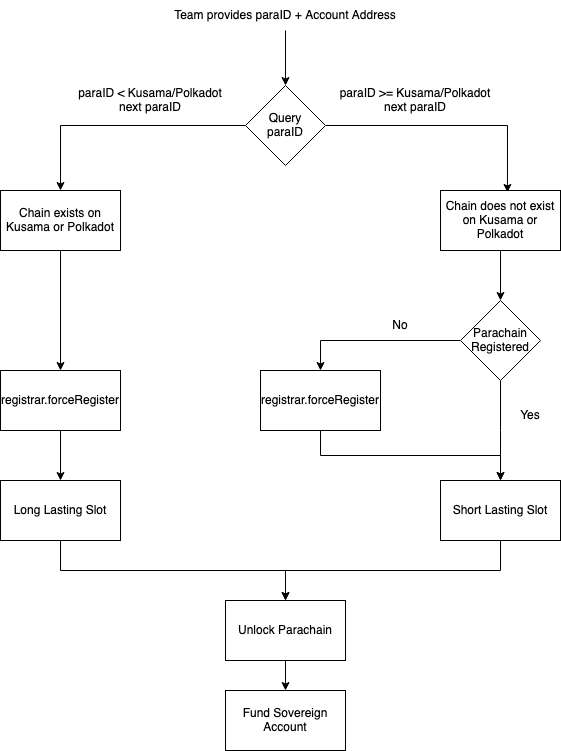 Team provides paraID + Account Address
paraID < Kusama/Polkadot
next paraID
paraID >= Kusama/Polkadot
next paraID
Query
paraID
Chain exists on
Kusama or Polkadot
Chain does not exist
on Kusama or
Polkadot
No
Parachain
Registered
registrar.forceRegister
registrar.forceRegister
Yes
Long Lasting Slot
Short Lasting Slot
Unlock Parachain
Fund Sovereign
Account